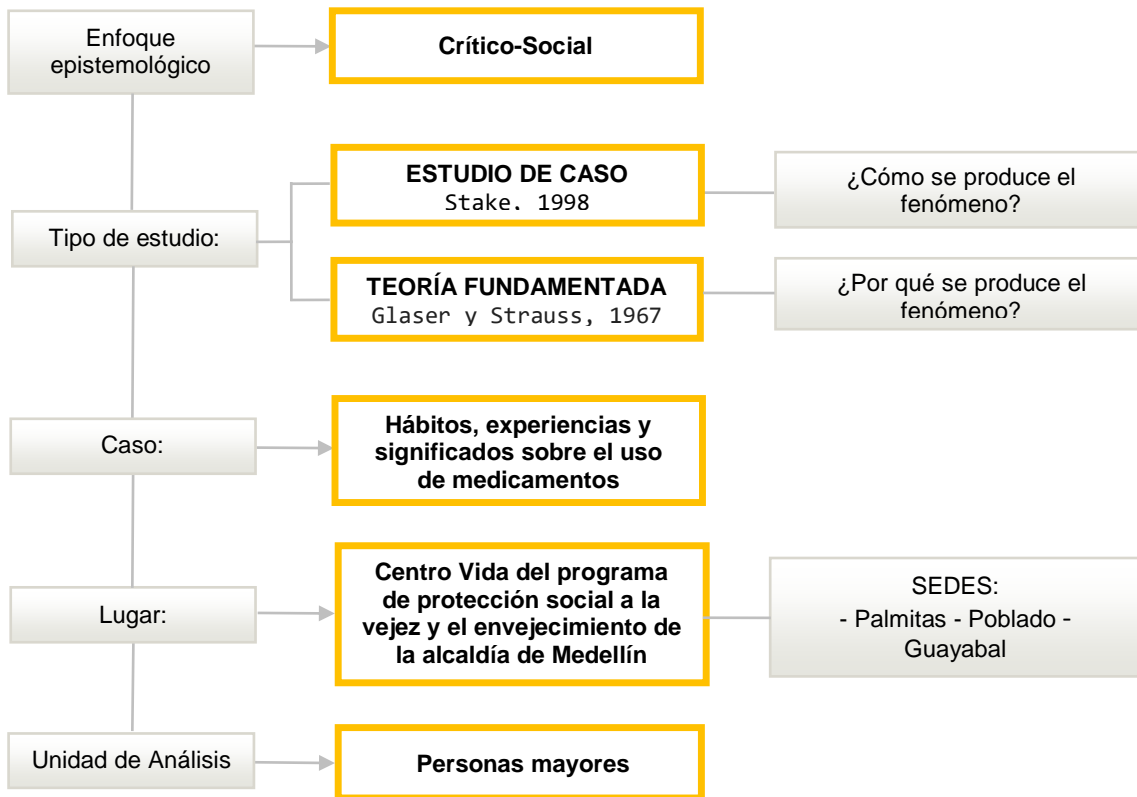 Enfoque
epistemológico
Crítico-Social
ESTUDIO DE CASO
Stake. 1998
¿Cómo se produce el
fenómeno?
Tipo de estudio:
TEORÍA FUNDAMENTADA
Glaser y Strauss, 1967
¿Por qué se produce el
fenómeno?
Caso:
Hábitos, experiencias y
significados sobre el uso
de medicamentos
Lugar:
Centro Vida del programa
de protección social a la
vejez y el envejecimiento de
la alcaldía de Medellín
SEDES:
- Palmitas - Poblado -
Guayabal
Unidad de Análisis
Personas mayores